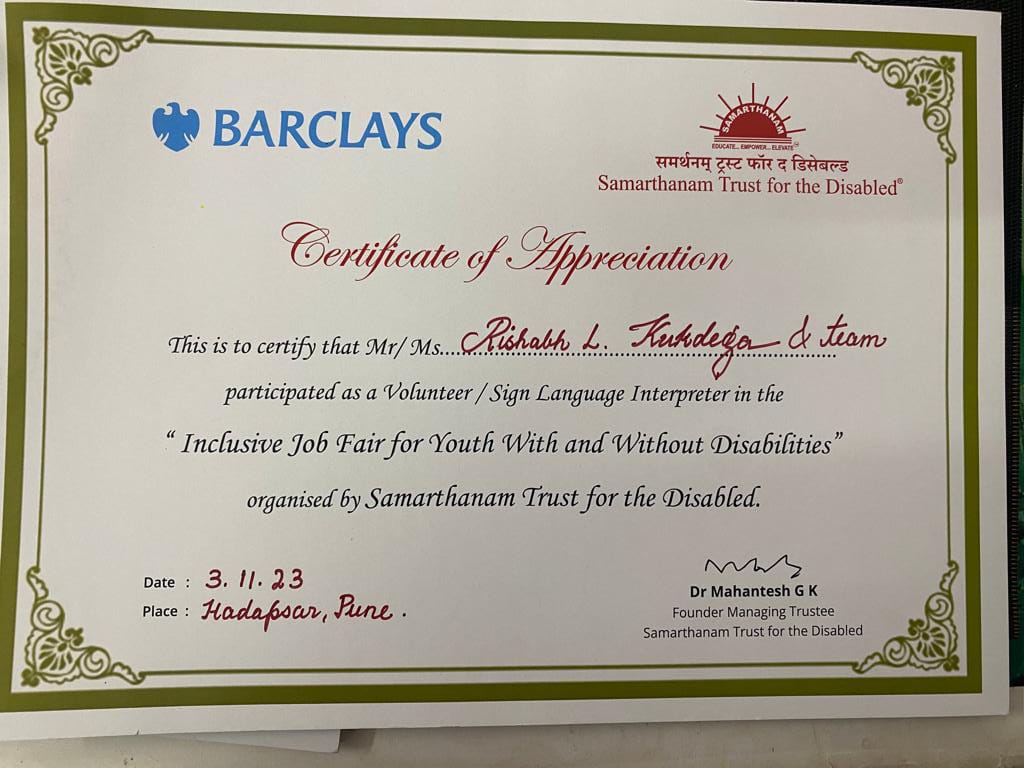 BARCLAYS
SAMARTHANAM
EDUCATE... EMPOWER... ELEVATE
समर्थनम् ट्रस्ट फॉर द डिसेबल्ड
Samarthanam Trust for the Disabled®
Certificate of Appreciation
This is to certify that Mr/ Ms....Rishabh L. & team
participated as a Volunteer / Sign Language Interpreter in the
“ Inclusive Job Fair for Youth With and Without Disabilities”
organised by Samarthanam Trust for the Disabled.
Date : 3. 11. 23
Place : Hadapsar, Pune .
Dr Mahantesh G K
Founder Managing Trustee
Samarthanam Trust for the Disabled